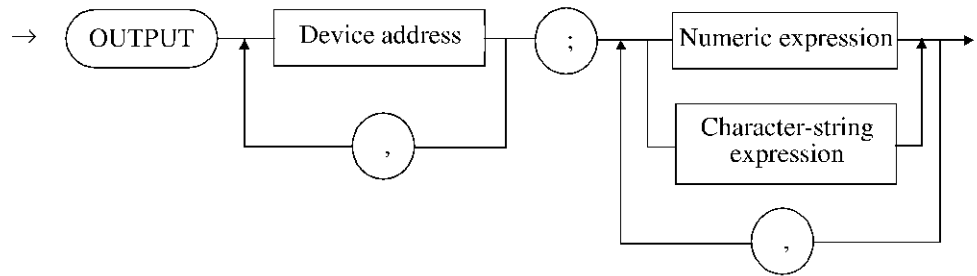 → OUTPUT Device address ; Numeric expression
,
Character-string
expression
,